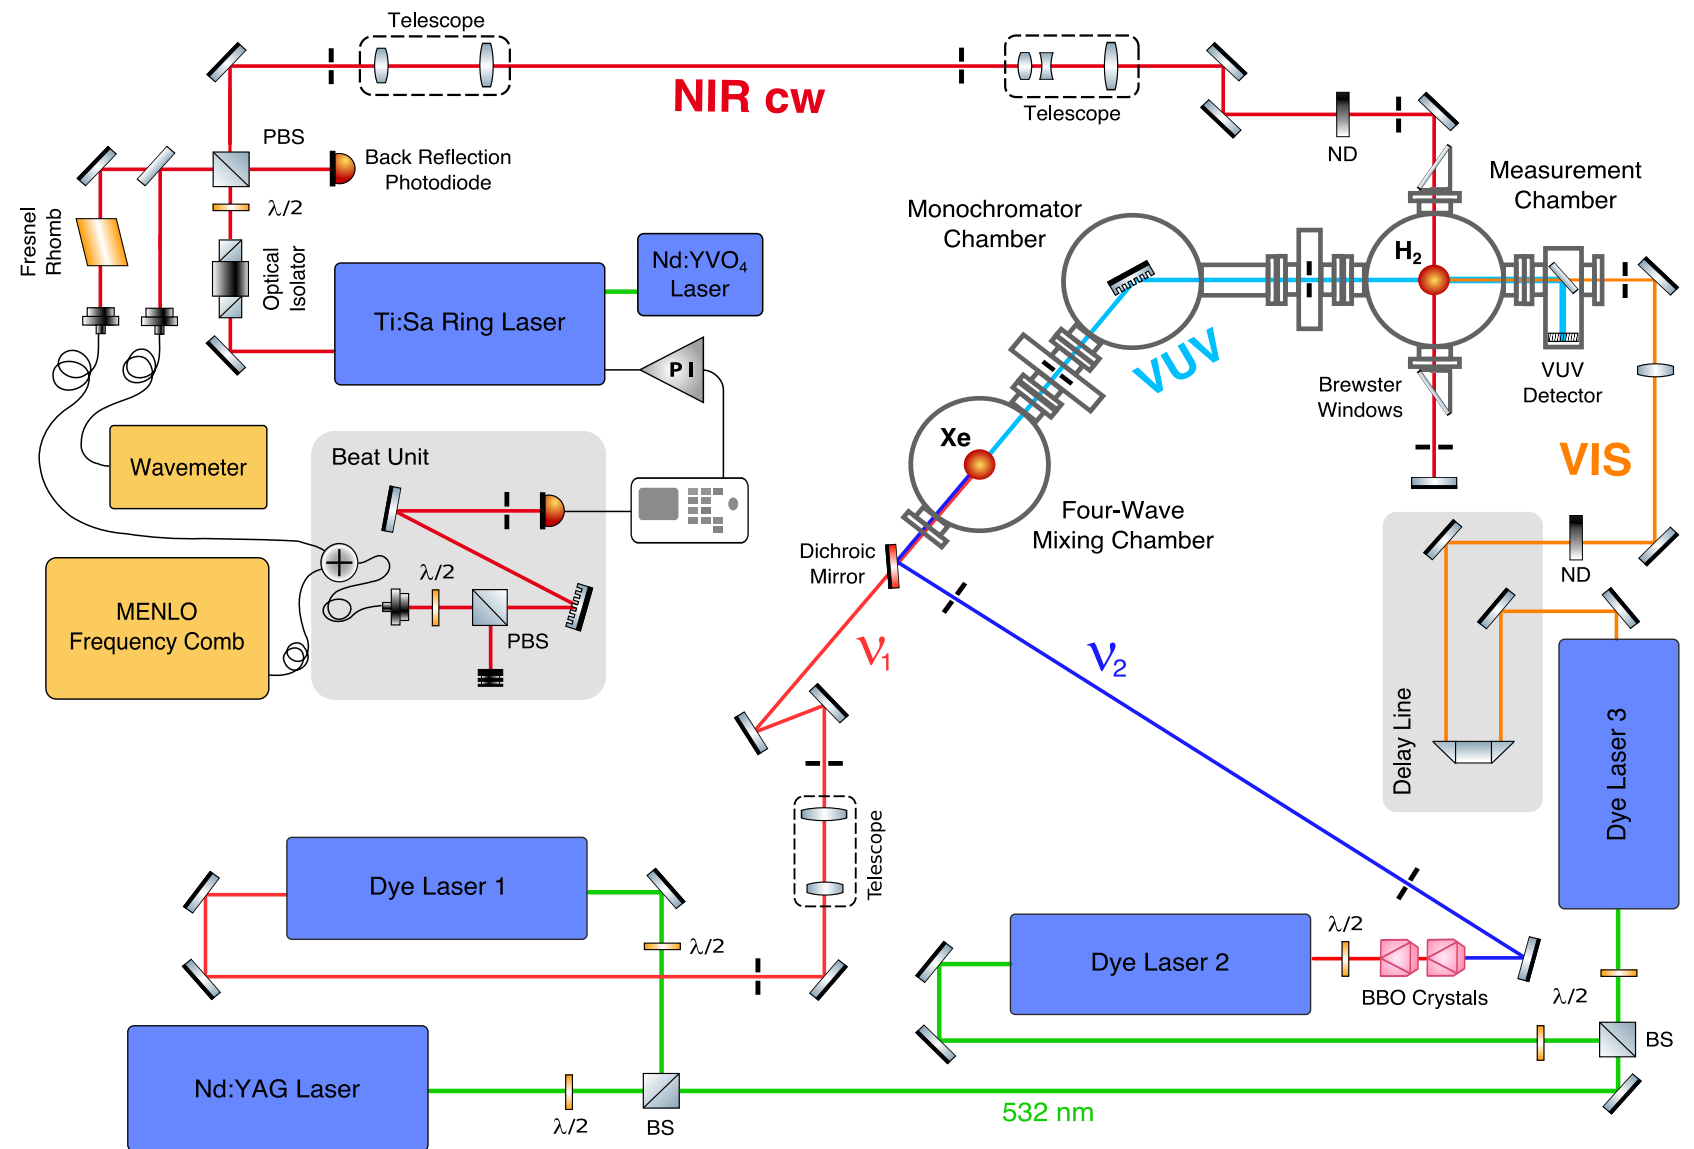 Telescope
NIR cw
Telescope
PBS
Back Reflection
Photodiode
ND
Measurement
Chamber
λ/2
Fresnel
Rhomb
Optical
Isolator
Monochromator
Chamber
H2
Nd:YVO4
Laser
Ti:Sa Ring Laser
P I
VUV
Brewster
Windows
VUV
Detector
Xe
VIS
Wavemeter
Beat Unit
Four-Wave
Mixing Chamber
Dichroic
Mirror
ND
λ/2
MENLO
Frequency Comb
PBS
ν1
ν2
Delay Line
Dye Laser 3
Telescope
Dye Laser 1
λ/2
Dye Laser 2
λ/2
BBO Crystals
λ/2
BS
Nd:YAG Laser
λ/2
BS
532 nm